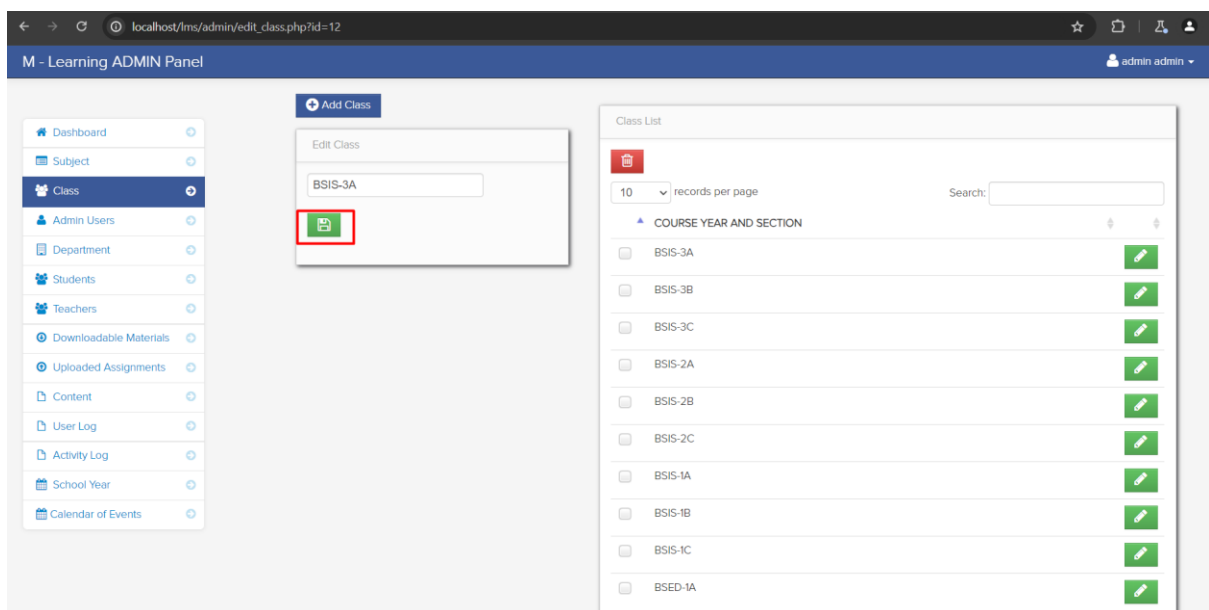 localhost/lms/admin/edit_class.php?id=12
M - Learning ADMIN Panel
admin admin
Dashboard
Subject
Class
Admin Users
Department
Students
Teachers
Downloadable Materials
Uploaded Assignments
Content
User Log
Activity Log
School Year
Calendar of Events
Add Class
Edit Class
BSIS-3A
Class List
10 records per page Search:
COURSE YEAR AND SECTION
BSIS-3A
BSIS-3B
BSIS-3C
BSIS-2A
BSIS-2B
BSIS-2C
BSIS-1A
BSIS-1B
BSIS-1C
BSED-1A